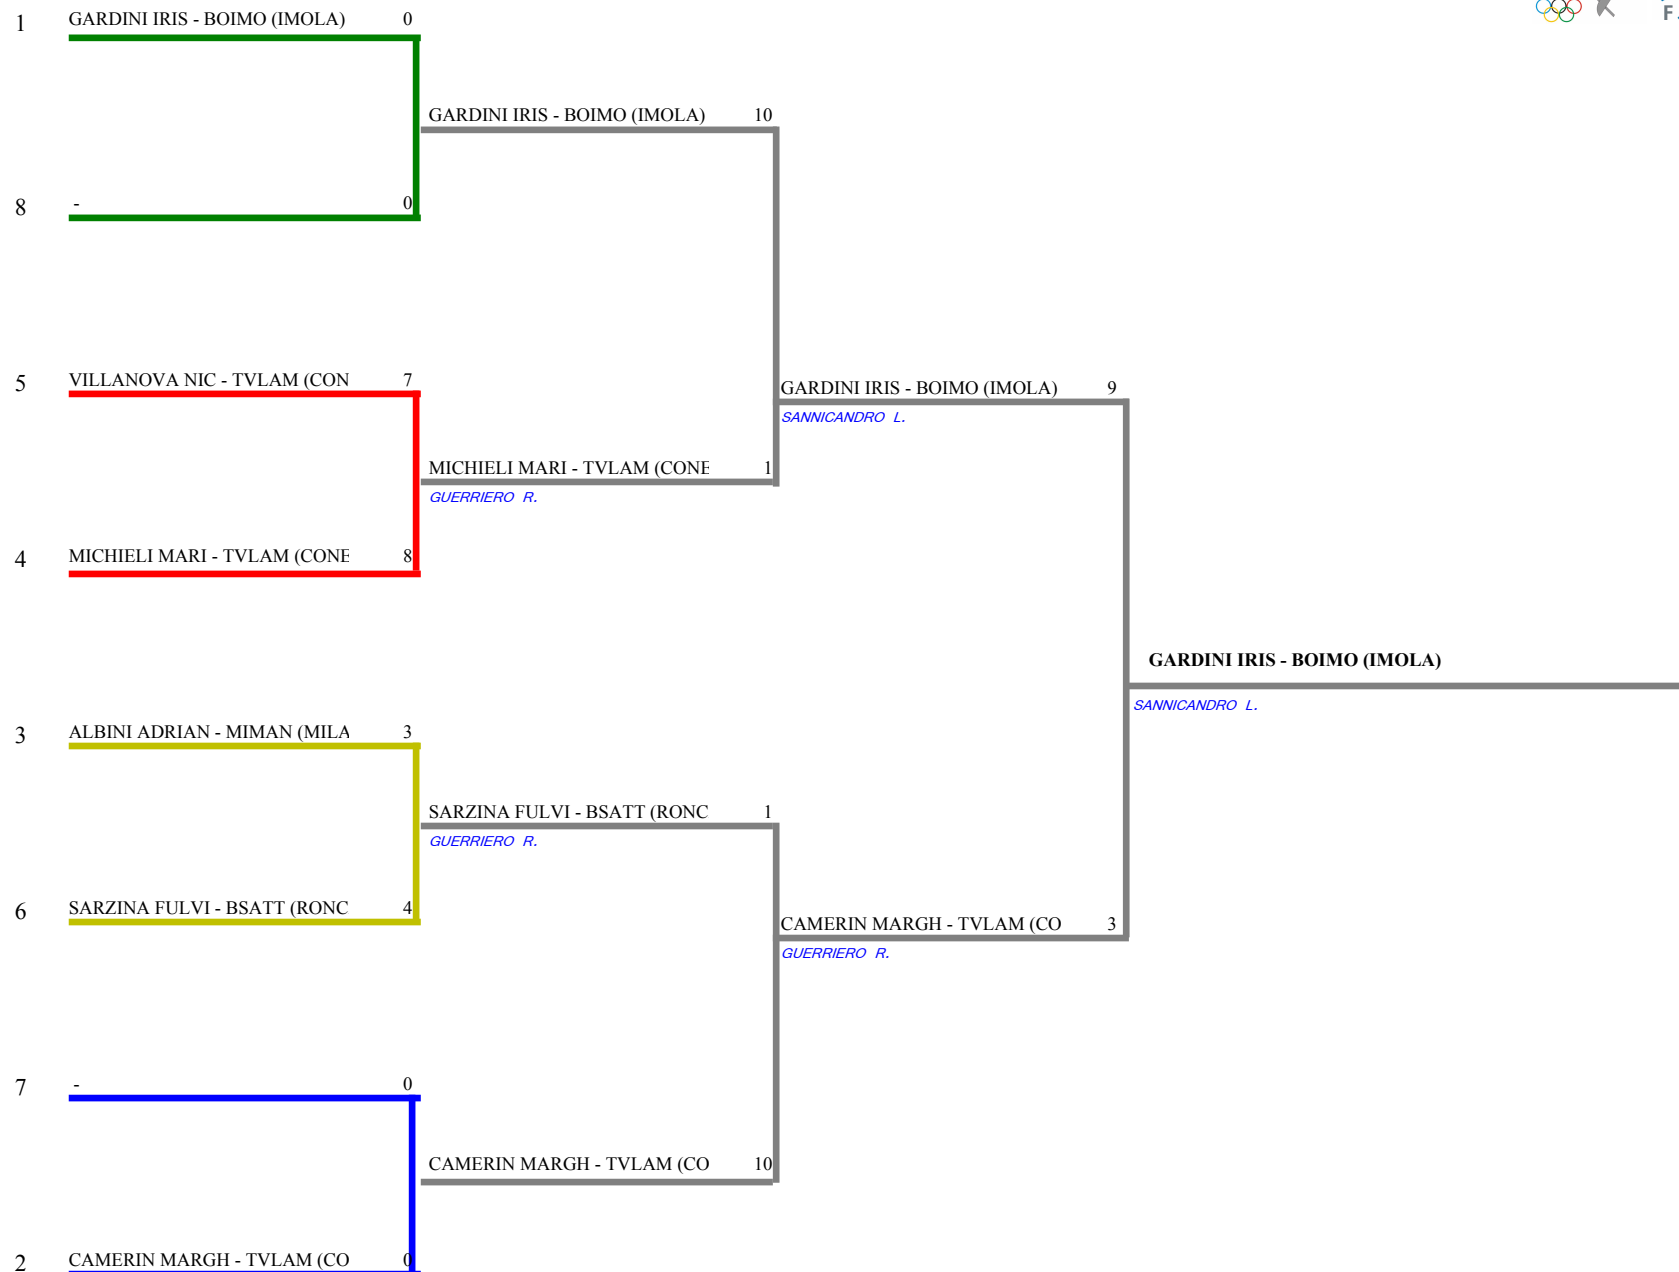 1 GARDINI IRIS - BOIMO (IMOLA) 0
F
GARDINI IRIS - BOIMO (IMOLA) 10
8 - 0
5 VILLANOVA NIC - TVLAM (CON 7
GARDINI IRIS - BOIMO (IMOLA) 9
SANNICANDRO L.
MICHIELI MARI - TVLAM (CONE 1
GUERRIERO R.
4 MICHIELI MARI - TVLAM (CONE 8
GARDINI IRIS - BOIMO (IMOLA)
SANNICANDRO L.
3 ALBINI ADRIAN - MIMAN (MILA 3
SARZINA FULVI - BSATT (RONC 1
GUERRIERO R.
6 SARZINA FULVI - BSATT (RONC 4
CAMERIN MARGH - TVLAM (CO 3
GUERRIERO R.
7 - 0
CAMERIN MARGH - TVLAM (CO 10
2 CAMERIN MARGH - TVLAM (CO 0